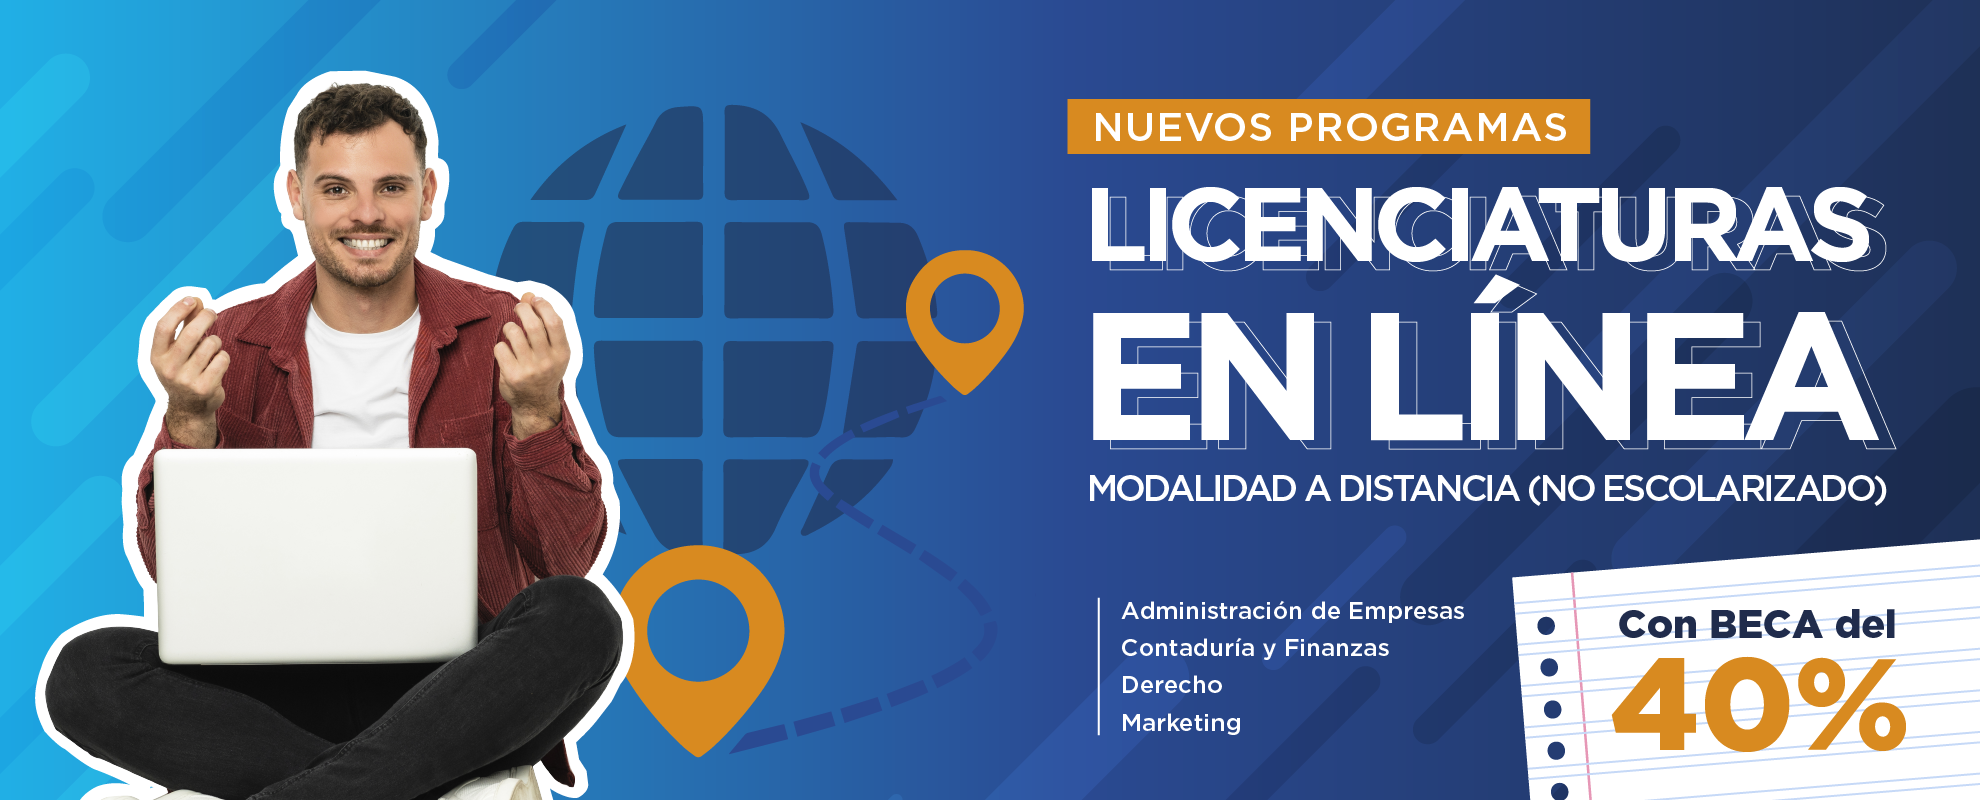 NUEVOS PROGRAMAS
LICENCIATURAS
EN LÍNEA
MODALIDAD A DISTANCIA (NO ESCOLARIZADO)
Administración de Empresas
Contaduría y Finanzas
Derecho
Marketing
Con BECA del
40%